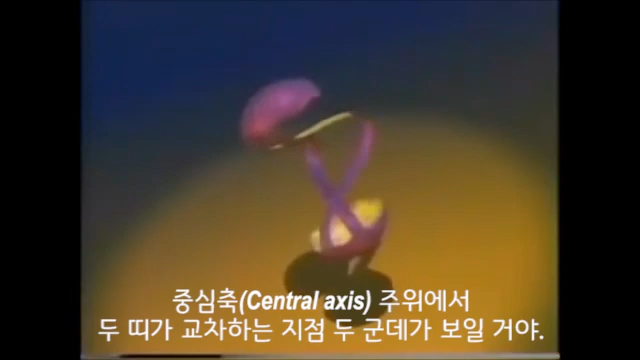 중심축(Central axis) 주위에서
두 띠가 교차하는 지점 두 군데가 보일 거야.